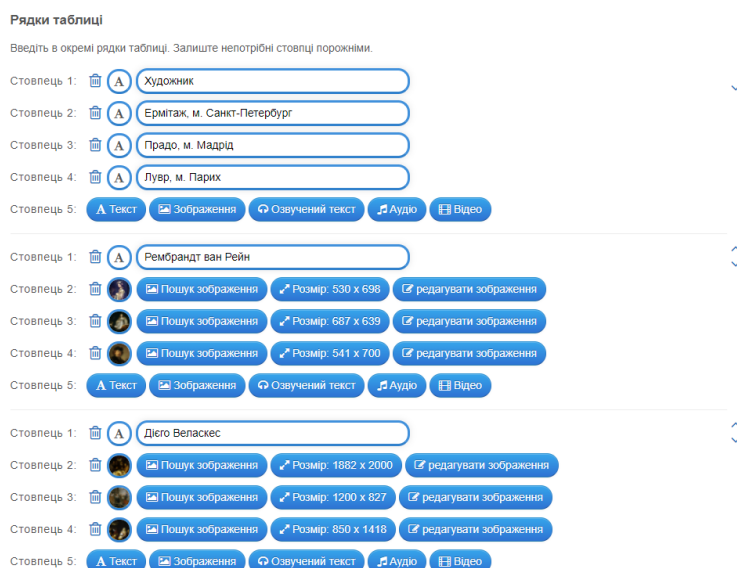 Рядки таблиці
Введіть в окремі рядки таблиці. Залиште непотрібні стовпці порожніми.
Стовпець 1: A Художник
Стовпець 2: A Ермітаж, м. Санкт-Петербург
Стовпець 3: A Прадо, м. Мадрід
Стовпець 4: A Лувр, м. Парих
Стовпець 5: A Текст Зображення Озвучений текст Аудіо Відео
Стовпець 1: A Рембрандт ван Рейн
Стовпець 2: Пошук зображення Розмір: 530 x 698 редагувати зображення
Стовпець 3: Пошук зображення Розмір: 687 x 639 редагувати зображення
Стовпець 4: Пошук зображення Розмір: 541 x 700 редагувати зображення
Стовпець 5: A Текст Зображення Озвучений текст Аудіо Відео
Стовпець 1: A Дієго Веласкес
Стовпець 2: Пошук зображення Розмір: 1882 x 2000 редагувати зображення
Стовпець 3: Пошук зображення Розмір: 1200 x 827 редагувати зображення
Стовпець 4: Пошук зображення Розмір: 850 x 1418 редагувати зображення
Стовпець 5: A Текст Зображення Озвучений текст Аудіо Відео